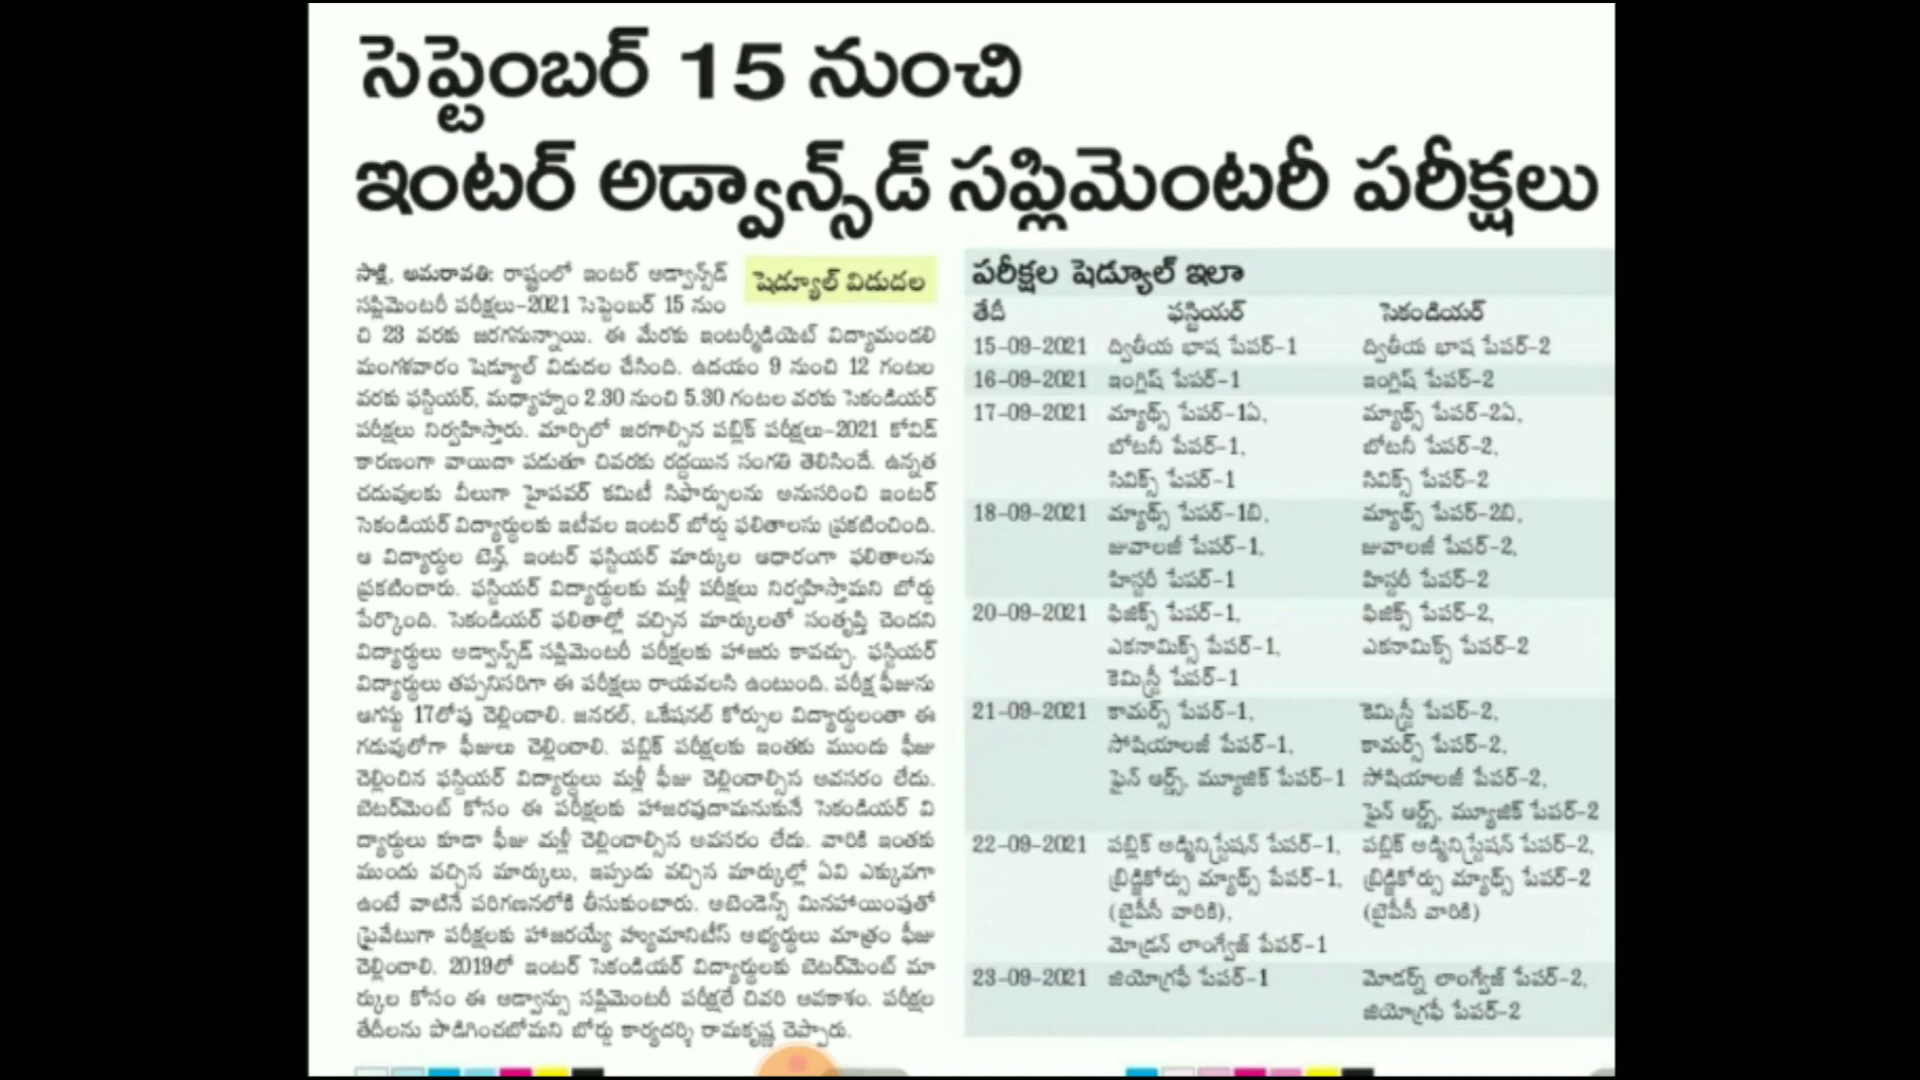 సెప్టెంబర్ 15 నుంచి
ఇంటర్ అడ్వాన్స్‌డ్ సప్లిమెంటరీ పరీక్షలు
షెడ్యూల్ విడుదల
సాక్షి, అమరావతి: రాష్ట్రంలో ఇంటర్ అడ్వాన్స్‌డ్
సప్లిమెంటరీ పరీక్షలు–2021 సెప్టెంబర్ 15 నుం
చి 23 వరకు జరగనున్నాయి. ఈ మేరకు ఇంటర్మీడియెట్ విద్యామండలి
మంగళవారం షెడ్యూల్ విడుదల చేసింది. ఉదయం 9 నుంచి 12 గంటల
వరకు ఫస్టియర్, మధ్యాహ్నం 2.30 నుంచి 5.30 గంటల వరకు సెకండియర్
పరీక్షలు నిర్వహిస్తారు. మార్చిలో జరగాల్సిన పబ్లిక్ పరీక్షలు–2021 కోవిడ్
కారణంగా వాయిదా పడుతూ చివరకు రద్దయిన సంగతి తెలిసిందే. ఉన్నత
చదువులకు వీలుగా హైపవర్ కమిటీ సిఫార్సులను అనుసరించి ఇంటర్
సెకండియర్ విద్యార్థులకు ఇటీవల ఇంటర్ బోర్డు ఫలితాలను ప్రకటించింది.
ఆ విద్యార్థుల టెన్త్, ఇంటర్ ఫస్టియర్ మార్కుల ఆధారంగా ఫలితాలను
ప్రకటించారు. ఫస్టియర్ విద్యార్థులకు మళ్లీ పరీక్షలు నిర్వహిస్తామని బోర్డు
పేర్కొంది. సెకండియర్ ఫలితాల్లో వచ్చిన మార్కులతో సంతృప్తి చెందని
విద్యార్థులు అడ్వాన్స్‌డ్ సప్లిమెంటరీ పరీక్షలకు హాజరు కావచ్చు. ఫస్టియర్
విద్యార్థులు తప్పనిసరిగా ఈ పరీక్షలు రాయవలసి ఉంటుంది. పరీక్ష ఫీజును
ఆగస్టు 17లోపు చెల్లించాలి. జనరల్, ఒకేషనల్ కోర్సుల విద్యార్థులంతా ఈ
గడువులోగా ఫీజులు చెల్లించాలి. పబ్లిక్ పరీక్షలకు ఇంతకు ముందు ఫీజు
చెల్లించిన ఫస్టియర్ విద్యార్థులు మళ్లీ ఫీజు చెల్లించాల్సిన అవసరం లేదు.
బెటర్‌మెంట్ కోసం ఈ పరీక్షలకు హాజరవుదామనుకునే సెకండియర్ వి
ద్యార్థులు కూడా ఫీజు మళ్లీ చెల్లించాల్సిన అవసరం లేదు. వారికి ఇంతకు
ముందు వచ్చిన మార్కులు, ఇప్పుడు వచ్చిన మార్కుల్లో ఏవి ఎక్కువగా
ఉంటే వాటినే పరిగణనలోకి తీసుకుంటారు. అటెండెన్స్ మినహాయింపుతో
ప్రైవేటుగా పరీక్షలకు హాజరయ్యే హ్యుమానిటీస్ అభ్యర్థులు మాత్రం ఫీజు
చెల్లించాలి. 2019లో ఇంటర్ సెకండియర్ విద్యార్థులకు బెటర్‌మెంట్ మా
ర్కుల కోసం ఈ అడ్వాన్సు సప్లిమెంటరీ పరీక్షలే చివరి అవకాశం. పరీక్షల
తేదీలను పొడిగించబోమని బోర్డు కార్యదర్శి రామకృష్ణ చెప్పారు.
పరీక్షల షెడ్యూల్ ఇలా
తేదీ ఫస్టియర్ సెకండియర్
15-09-2021 ద్వితీయ భాష పేపర్-1 ద్వితీయ భాష పేపర్-2
16-09-2021 ఇంగ్లిష్ పేపర్-1 ఇంగ్లిష్ పేపర్-2
17-09-2021 మ్యాథ్స్ పేపర్-1ఏ, మ్యాథ్స్ పేపర్-2ఏ,
బోటనీ పేపర్-1, బోటనీ పేపర్-2,
సివిక్స్ పేపర్-1 సివిక్స్ పేపర్-2
18-09-2021 మ్యాథ్స్ పేపర్-1బి, మ్యాథ్స్ పేపర్-2బి,
జువాలజీ పేపర్-1, జువాలజీ పేపర్-2,
హిస్టరీ పేపర్-1 హిస్టరీ పేపర్-2
20-09-2021 ఫిజిక్స్ పేపర్-1, ఫిజిక్స్ పేపర్-2,
ఎకనామిక్స్ పేపర్-1, ఎకనామిక్స్ పేపర్-2
కెమిస్ట్రీ పేపర్-1
21-09-2021 కామర్స్ పేపర్-1, కెమిస్ట్రీ పేపర్-2,
సోషియాలజీ పేపర్-1, కామర్స్ పేపర్-2,
ఫైన్ ఆర్ట్స్, మ్యూజిక్ పేపర్-1 సోషియాలజీ పేపర్-2,
ఫైన్ ఆర్ట్స్, మ్యూజిక్ పేపర్-2
22-09-2021 పబ్లిక్ అడ్మినిస్ట్రేషన్ పేపర్-1, పబ్లిక్ అడ్మినిస్ట్రేషన్ పేపర్-2,
బ్రిడ్జికోర్సు మ్యాథ్స్ పేపర్-1, బ్రిడ్జికోర్సు మ్యాథ్స్ పేపర్-2
(బైపీసీ వారికి), (బైపీసీ వారికి)
మోడ్రన్ లాంగ్వేజ్ పేపర్-1
23-09-2021 జియోగ్రఫీ పేపర్-1 మోడర్న్ లాంగ్వేజ్ పేపర్-2,
జియోగ్రఫీ పేపర్-2